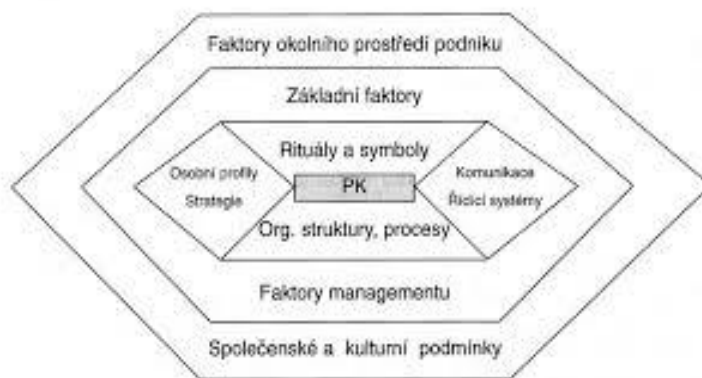 Faktory okolního prostředí podniku
Základní faktory
Rituály a symboly
Osobní profily
Strategie
PK
Komunikace
Řídicí systémy
Org. struktury, procesy
Faktory managementu
Společenské a kulturní podmínky